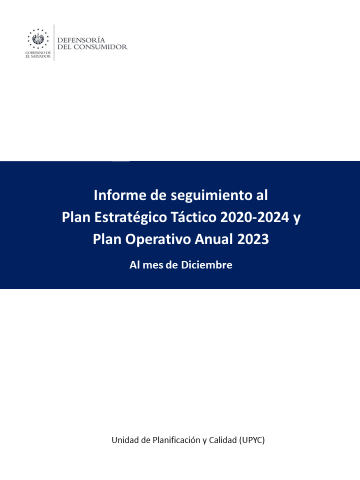 DEFENSORÍA
DEL CONSUMIDOR
GOBIERNO DE
EL SALVADOR
Informe de seguimiento al
Plan Estratégico Táctico 2020-2024 y
Plan Operativo Anual 2023
Al mes de Diciembre
Unidad de Planificación y Calidad (UPYC)